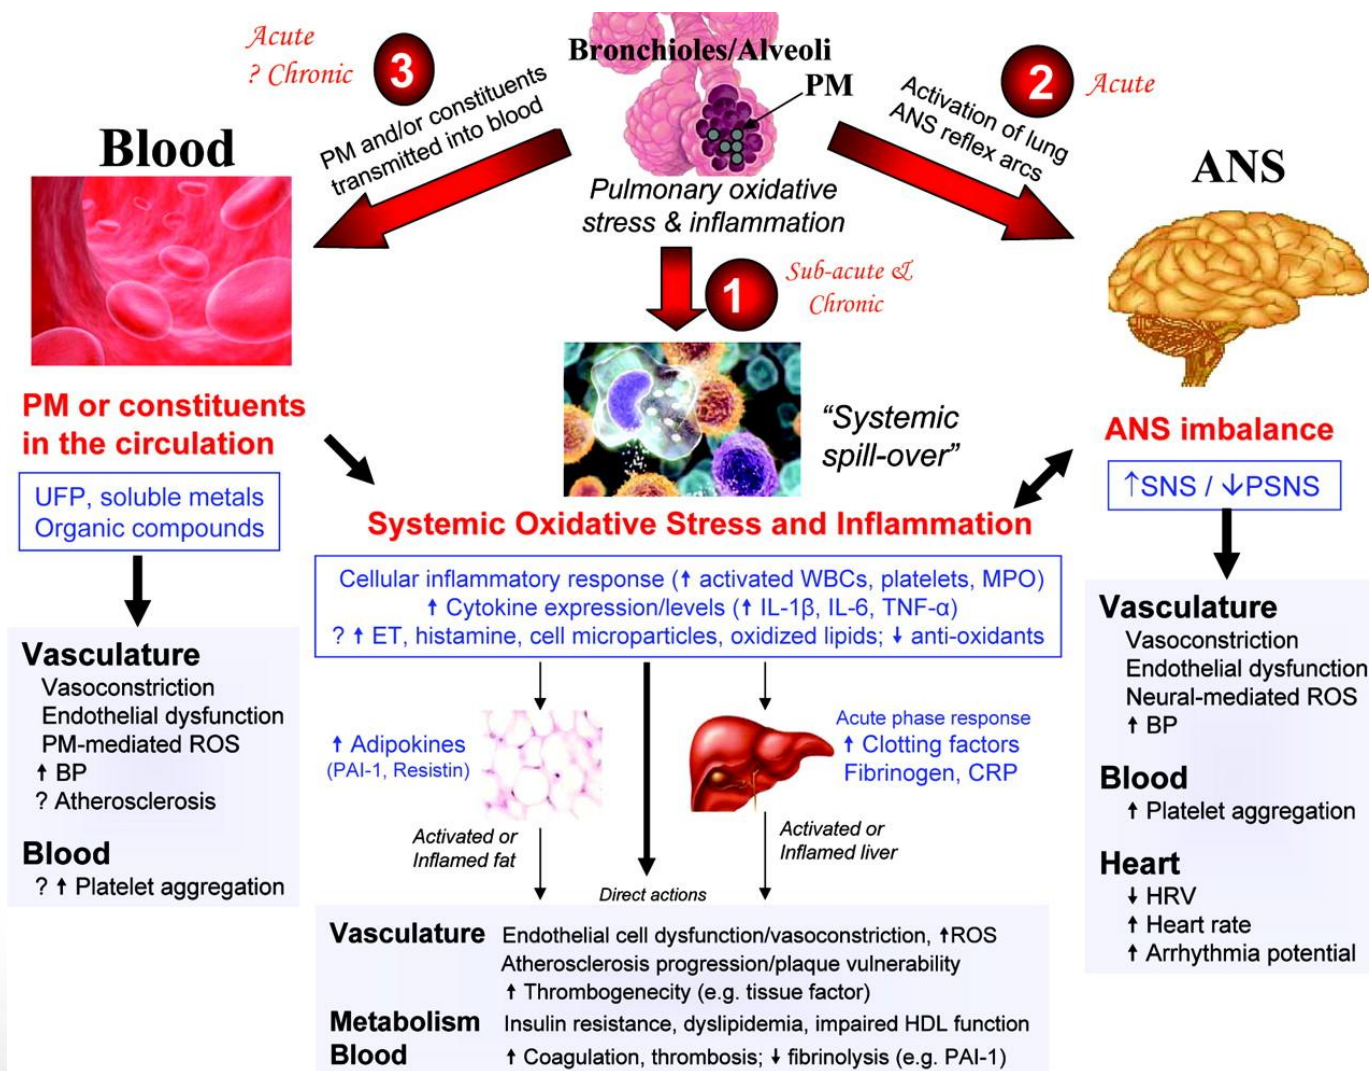 Acute
? Chronic
3
PM and/or constituents
transmitted into blood
Bronchioles/Alveoli
PM
Pulmonary oxidative
stress & inflammation
2
Acute
Activation of lung
ANS reflex arcs
Blood
ANS
1
Sub-acute &
Chronic
"Systemic
spill-over"
PM or constituents
in the circulation
UFP, soluble metals
Organic compounds
Vasculature
Vasoconstriction
Endothelial dysfunction
PM-mediated ROS
↑ BP
? Atherosclerosis
Blood
? ↑ Platelet aggregation
Systemic Oxidative Stress and Inflammation
Cellular inflammatory response (↑ activated WBCs, platelets, MPO)
↑ Cytokine expression/levels (↑ IL-1β, IL-6, TNF-α)
? ↑ ET, histamine, cell microparticles, oxidized lipids; ↓ anti-oxidants
↑ Adipokines
(PAI-1, Resistin)
Activated or
Inflamed fat
Acute phase response
↑ Clotting factors
Fibrinogen, CRP
Activated or
Inflamed liver
Direct actions
Vasculature Endothelial cell dysfunction/vasoconstriction, ↑ROS
Atherosclerosis progression/plaque vulnerability
↑ Thrombogenecity (e.g. tissue factor)
Metabolism Insulin resistance, dyslipidemia, impaired HDL function
Blood ↑ Coagulation, thrombosis; ↓ fibrinolysis (e.g. PAI-1)
ANS imbalance
↑SNS / ↓PSNS
Vasculature
Vasoconstriction
Endothelial dysfunction
Neural-mediated ROS
↑ BP
Blood
↑ Platelet aggregation
Heart
↓ HRV
↑ Heart rate
↑ Arrhythmia potential